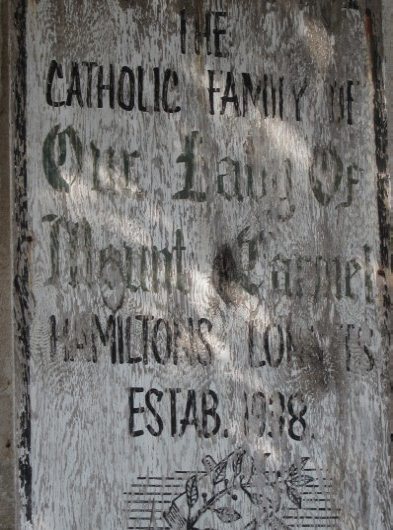 THE
CATHOLIC FAMILY OF
Our Lady Of
Mount Carmel
HAMILTONS
ESTAB. 1938.